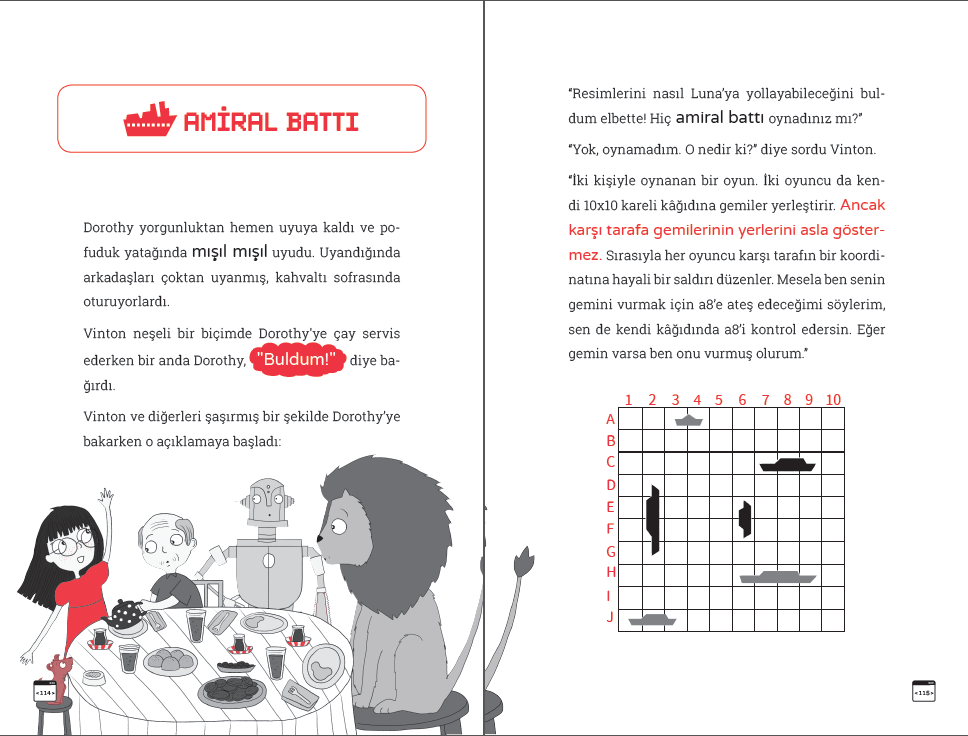 AMİRAL BATTI
Dorothy yorgunluktan hemen uyuya kaldı ve po-
fuduk yatağında mışıl mışıl uyudu. Uyandığında
arkadaşları çoktan uyanmış, kahvaltı sofrasında
oturuyorlardı.
Vinton neşeli bir biçimde Dorothy’ye çay servis
ederken bir anda Dorothy, "Buldum!" diye ba-
ğırdı.
Vinton ve diğerleri şaşırmış bir şekilde Dorothy’ye
bakarken o açıklamaya başladı:
<114>
“Resimlerini nasıl Luna’ya yollayabileceğini bul-
dum elbette! Hiç amiral battı oynadınız mı?”
“Yok, oynamadım. O nedir ki?” diye sordu Vinton.
“İki kişiyle oynanan bir oyun. İki oyuncu da ken-
di 10x10 kareli kâğıdına gemiler yerleştirir. Ancak
karşı tarafa gemilerinin yerlerini asla göster-
mez. Sırasıyla her oyuncu karşı tarafın bir koordi-
natına hayali bir saldırı düzenler. Mesela ben senin
gemini vurmak için a8’e ateş edeceğimi söylerim,
sen de kendi kâğıdında a8’i kontrol edersin. Eğer
gemin varsa ben onu vurmuş olurum.”
1 2 3 4 5 6 7 8 9 10
A
B
C
D
E
F
G
H
I
J
<115>